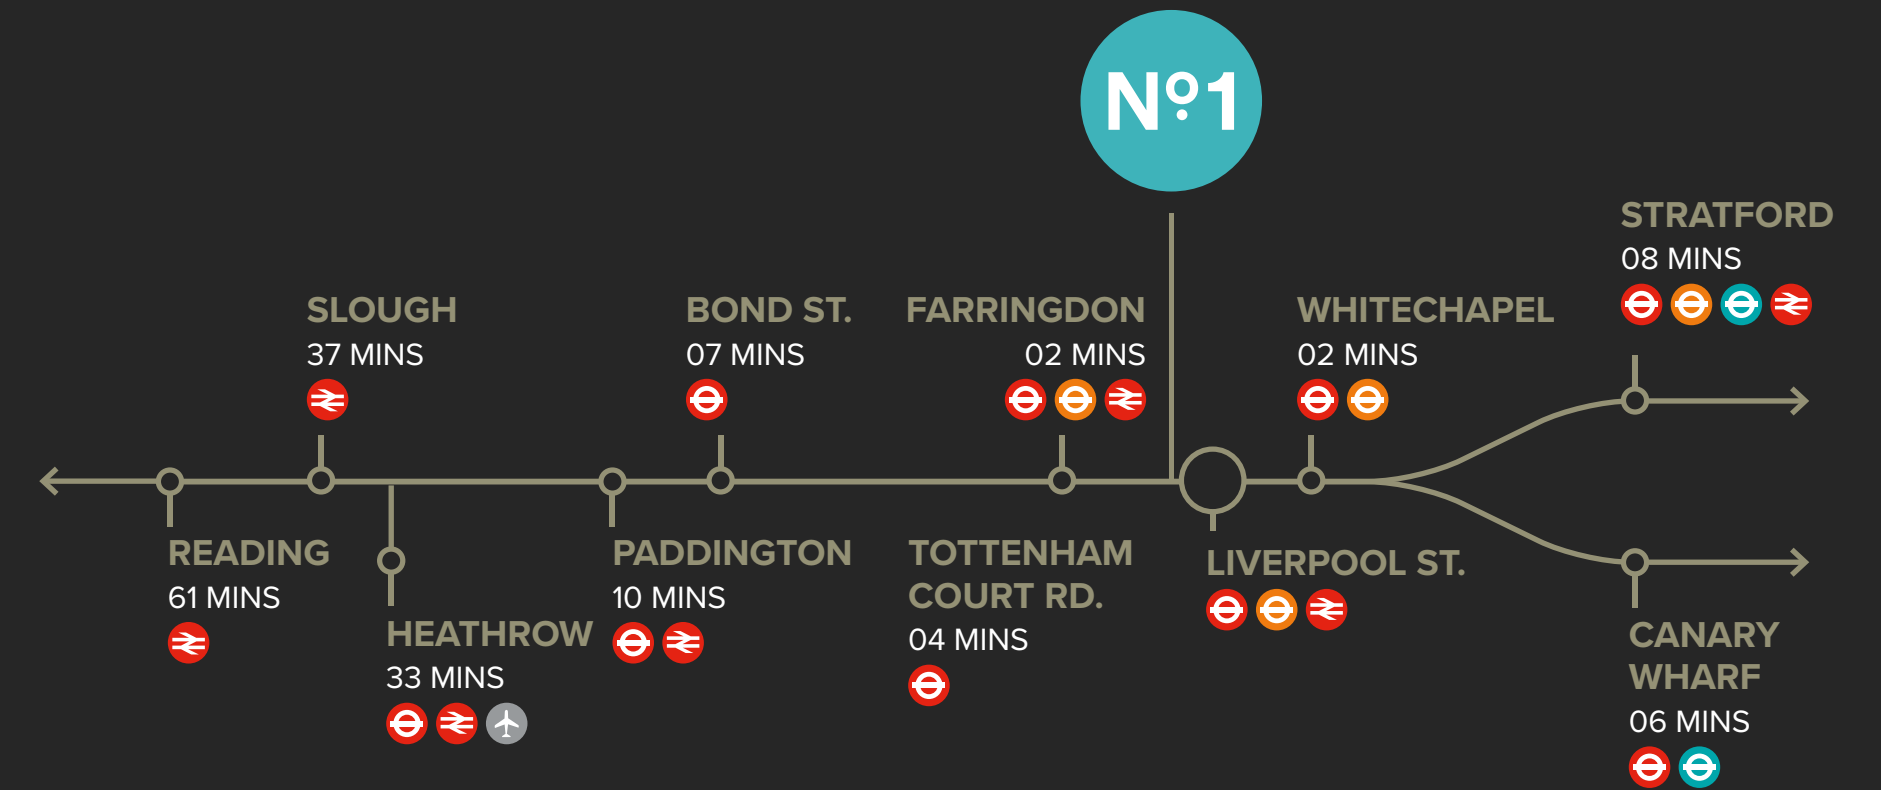 Nº1
STRATFORD
08 MINS
SLOUGH
37 MINS
BOND ST.
07 MINS
FARRINGDON
02 MINS
WHITECHAPEL
02 MINS
READING
61 MINS
HEATHROW
33 MINS
PADDINGTON
10 MINS
TOTTENHAM
COURT RD.
04 MINS
LIVERPOOL ST.
CANARY
WHARF
06 MINS